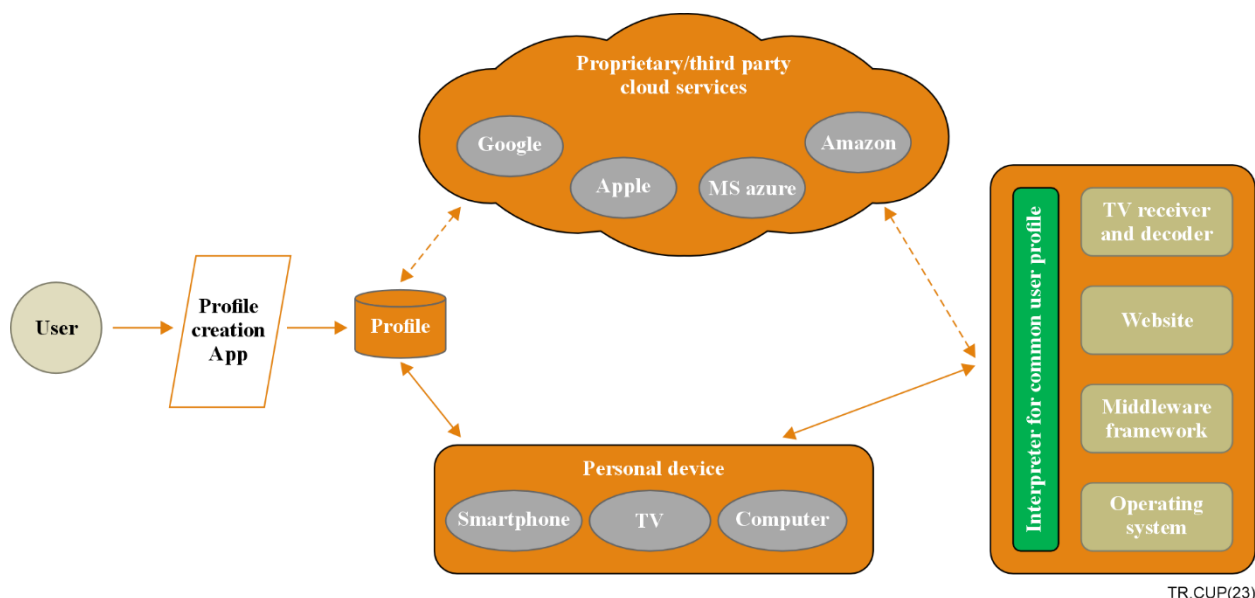 Proprietary/third party
cloud services
Google
Apple
MS azure
Amazon
User
Profile
creation
App
Profile
Personal device
Smartphone
TV
Computer
Interpreter for common user profile
TV receiver
and decoder
Website
Middleware
framework
Operating
system
TR.CUP(23)